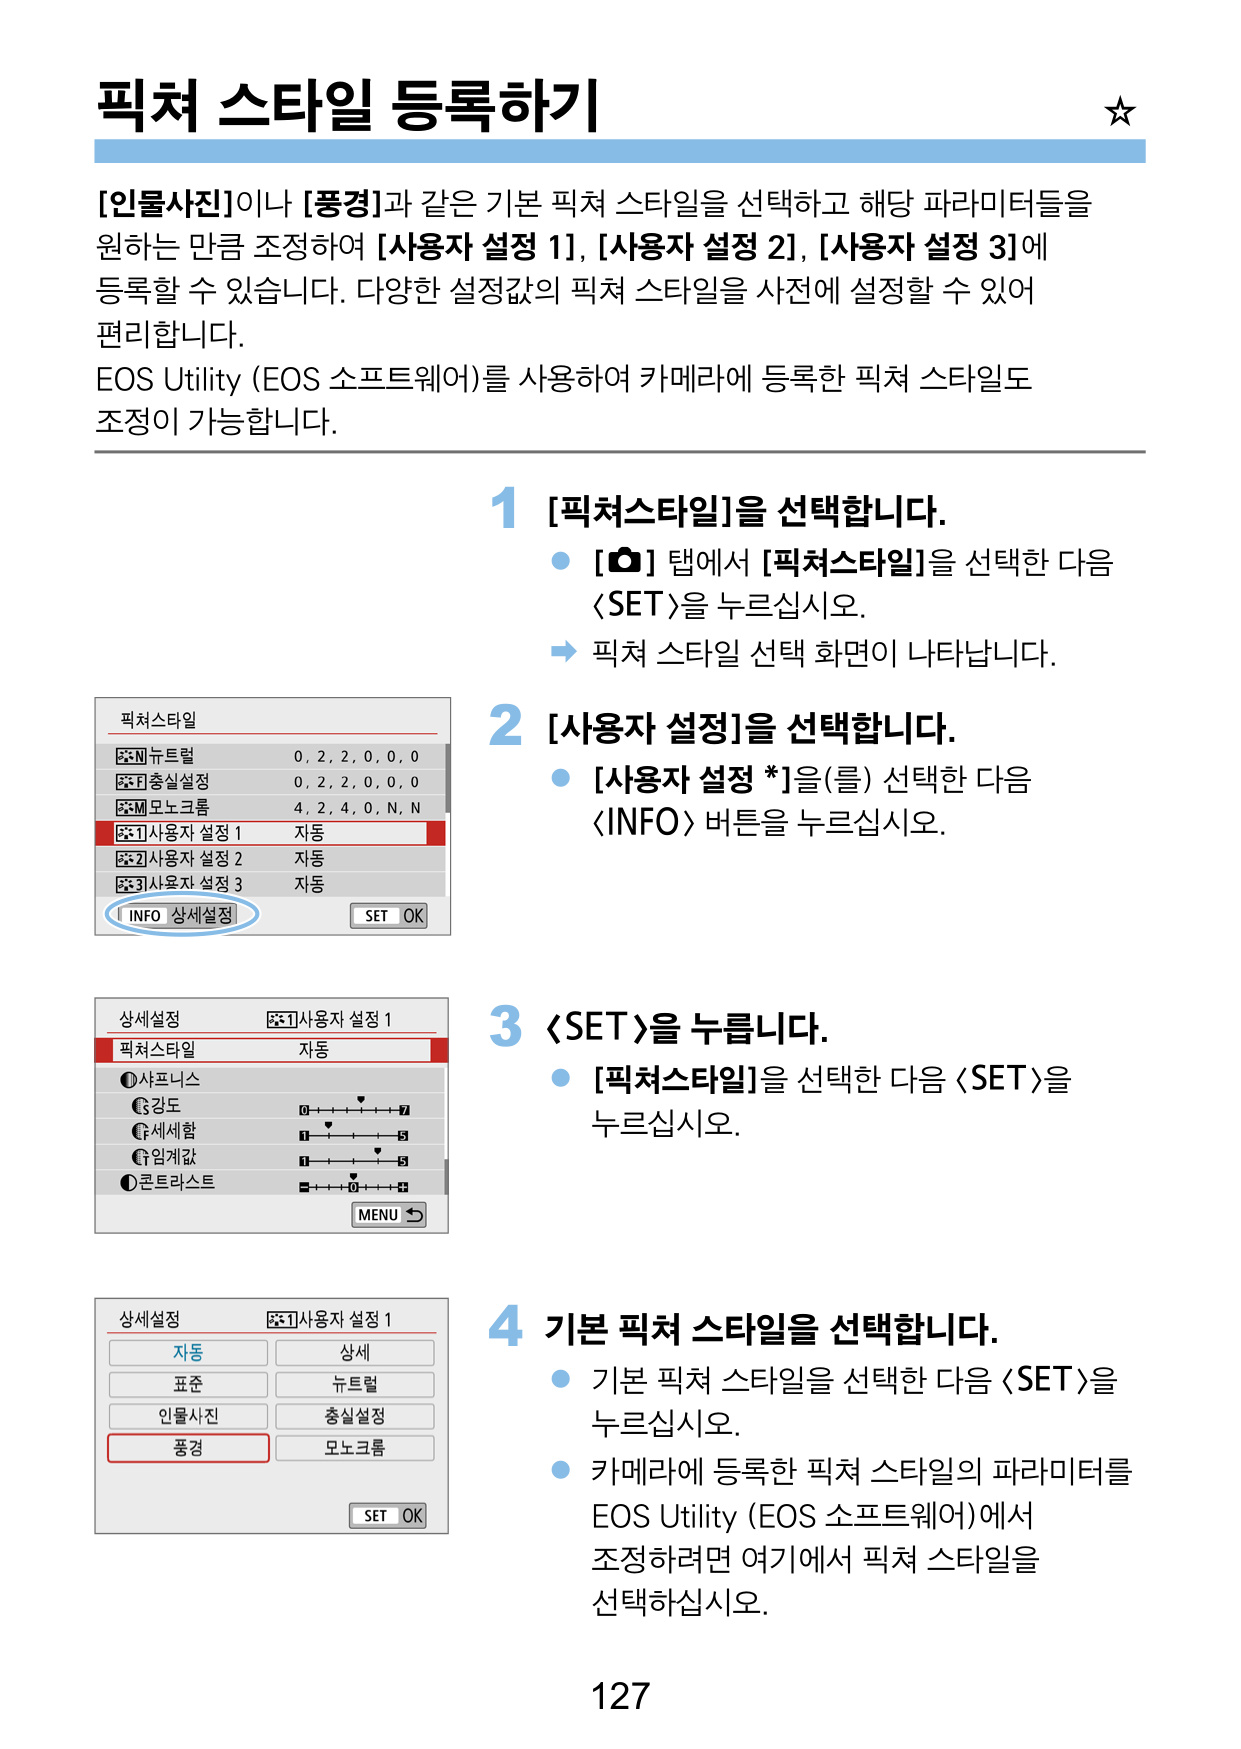 픽쳐 스타일 등록하기 ☆
[인물사진]이나 [풍경]과 같은 기본 픽쳐 스타일을 선택하고 해당 파라미터들을
원하는 만큼 조정하여 [사용자 설정 1], [사용자 설정 2], [사용자 설정 3]에
등록할 수 있습니다. 다양한 설정값의 픽쳐 스타일을 사전에 설정할 수 있어
편리합니다.
EOS Utility (EOS 소프트웨어)를 사용하여 카메라에 등록한 픽쳐 스타일도
조정이 가능합니다.
1 [픽쳐스타일]을 선택합니다.
● [📷] 탭에서 [픽쳐스타일]을 선택한 다음
<SET>을 누르십시오.
➡ 픽쳐 스타일 선택 화면이 나타납니다.
픽쳐스타일
N 뉴트럴 0, 2, 2, 0, 0, 0
F 충실설정 0, 2, 2, 0, 0, 0
M 모노크롬 4, 2, 4, 0, N, N
1 사용자 설정 1 자동
2 사용자 설정 2 자동
3 사용자 설정 3 자동
INFO 상세설정 SET OK
2 [사용자 설정]을 선택합니다.
● [사용자 설정 *]을(를) 선택한 다음
<INFO> 버튼을 누르십시오.
상세설정 1 사용자 설정 1
픽쳐스타일 자동
샤프니스
S 강도 0 7
F 세세함 1 5
T 임계값 1 5
콘트라스트 - 0 +
MENU
3 <SET>을 누릅니다.
● [픽쳐스타일]을 선택한 다음 <SET>을
누르십시오.
상세설정 1 사용자 설정 1
자동 상세
표준 뉴트럴
인물사진 충실설정
풍경 모노크롬
SET OK
4 기본 픽쳐 스타일을 선택합니다.
● 기본 픽쳐 스타일을 선택한 다음 <SET>을
누르십시오.
● 카메라에 등록한 픽쳐 스타일의 파라미터를
EOS Utility (EOS 소프트웨어)에서
조정하려면 여기에서 픽쳐 스타일을
선택하십시오.
127